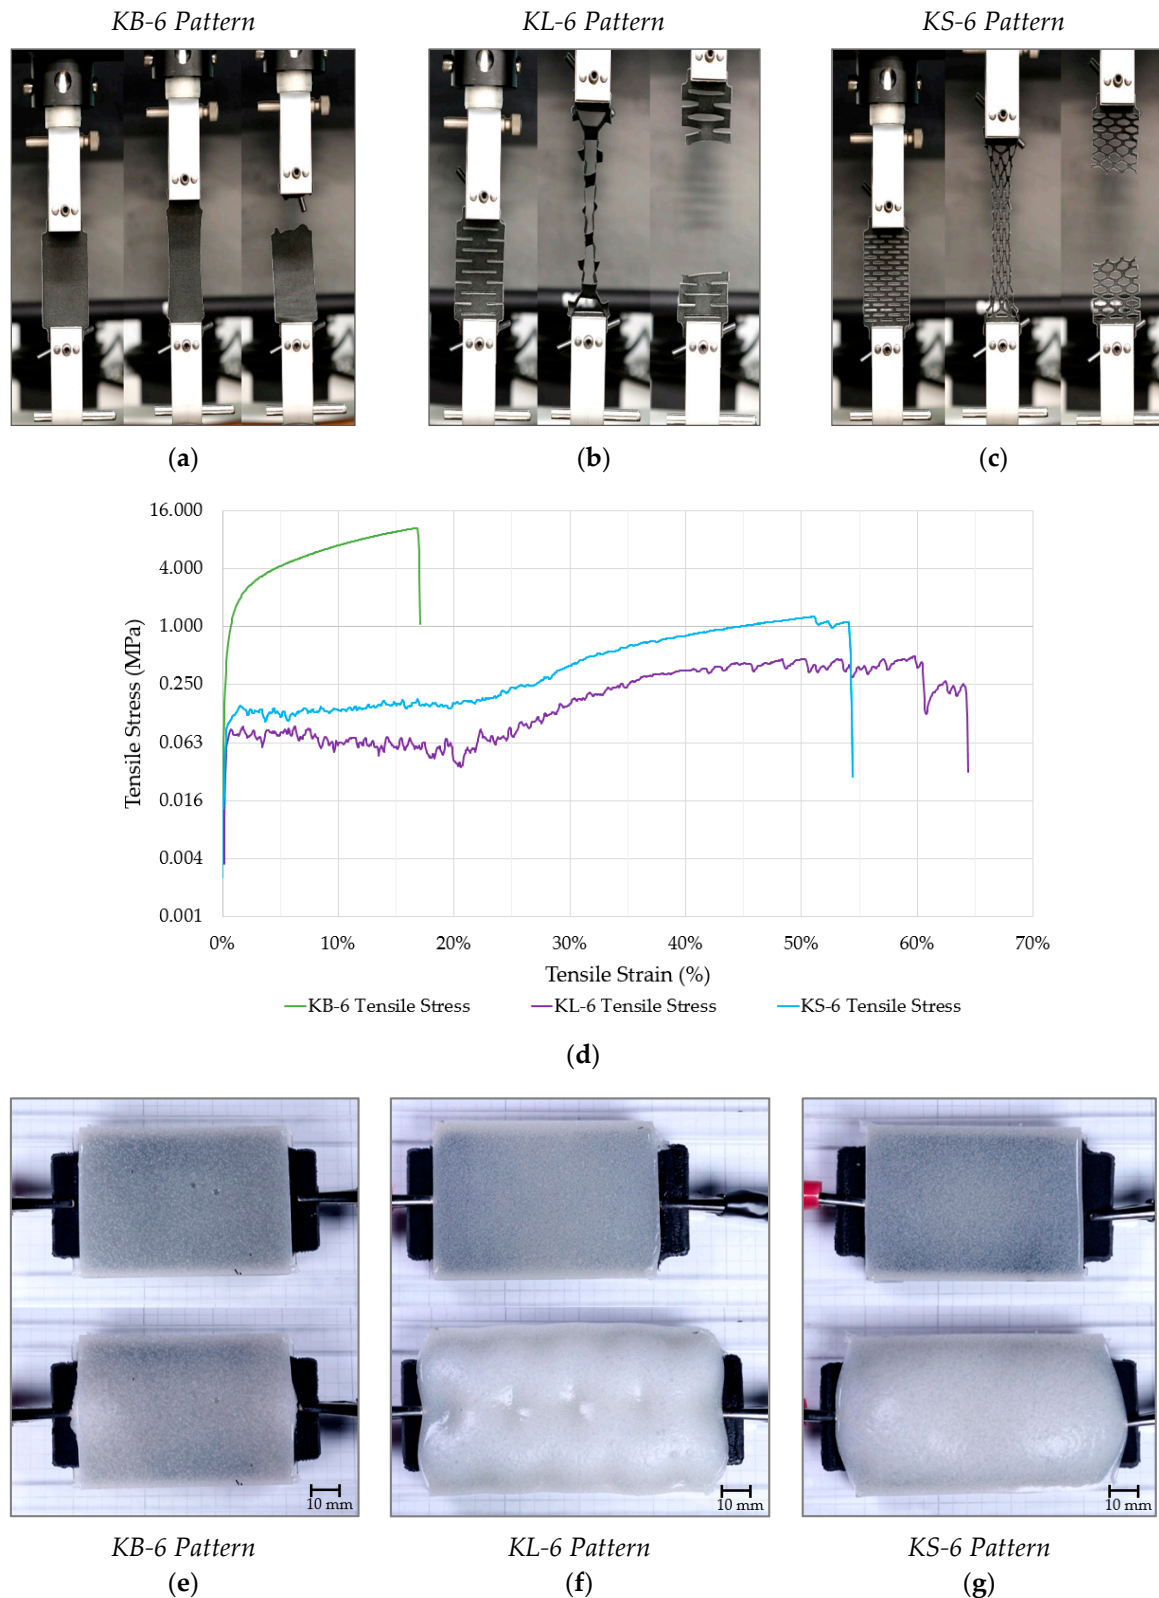 KB-6 Pattern
KL-6 Pattern
KS-6 Pattern
(a)
(b)
(c)
16.000
4.000
1.000
0.250
0.063
0.016
0.004
0.001
Tensile Stress (MPa)
0%
10%
20%
30%
40%
50%
60%
70%
Tensile Strain (%)
KB-6 Tensile Stress
KL-6 Tensile Stress
KS-6 Tensile Stress
(d)
10 mm
10 mm
10 mm
KB-6 Pattern
KL-6 Pattern
KS-6 Pattern
(e)
(f)
(g)